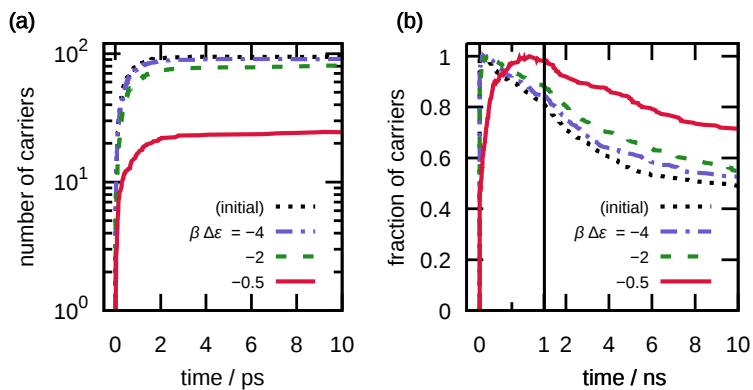 (a)
number of carriers
10²
10¹
10⁰
(initial)
β Δε = −4
−2
−0.5
0 2 4 6 8 10
time / ps
(b)
fraction of carriers
1
0.8
0.6
0.4
0.2
0
(initial)
β Δε = −4
−2
−0.5
0 1 2 4 6 8 10
time / ns